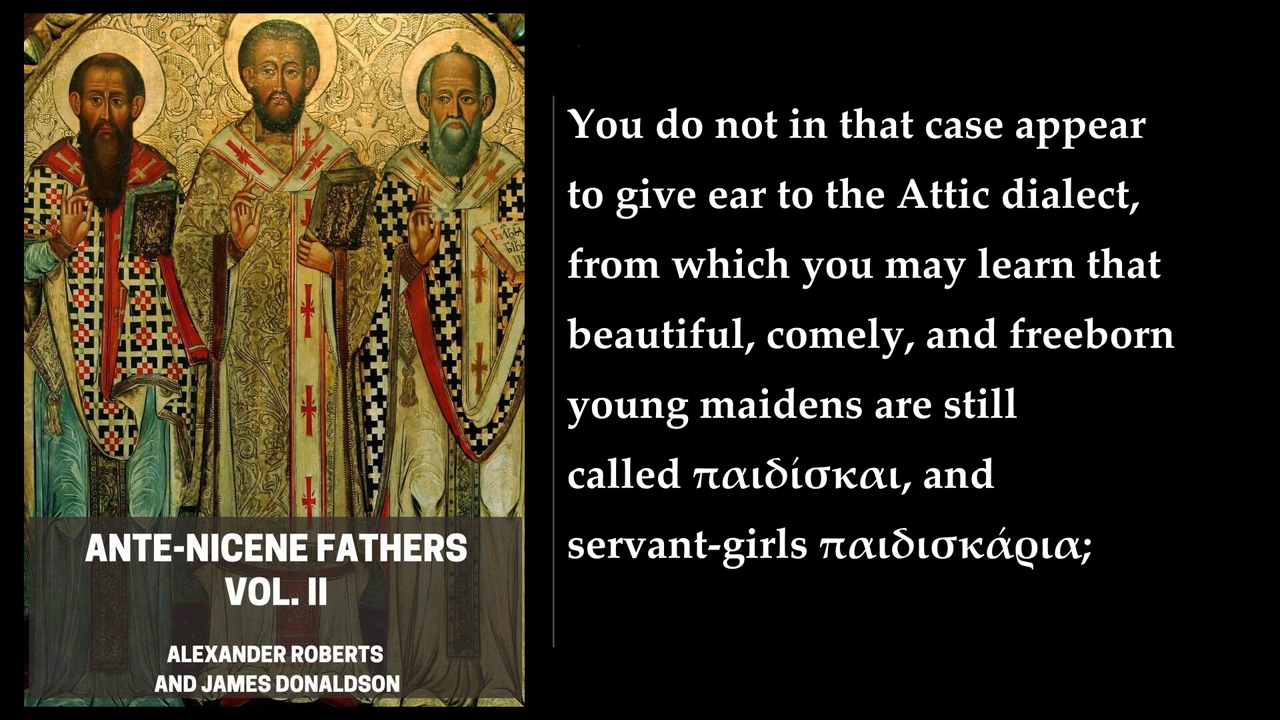 You do not in that case appear
to give ear to the Attic dialect,
from which you may learn that
beautiful, comely, and freeborn
young maidens are still
called παιδίσκαι, and
servant-girls παιδισκάρια;
ANTE-NICENE FATHERS
VOL. II
ALEXANDER ROBERTS
AND JAMES DONALDSON